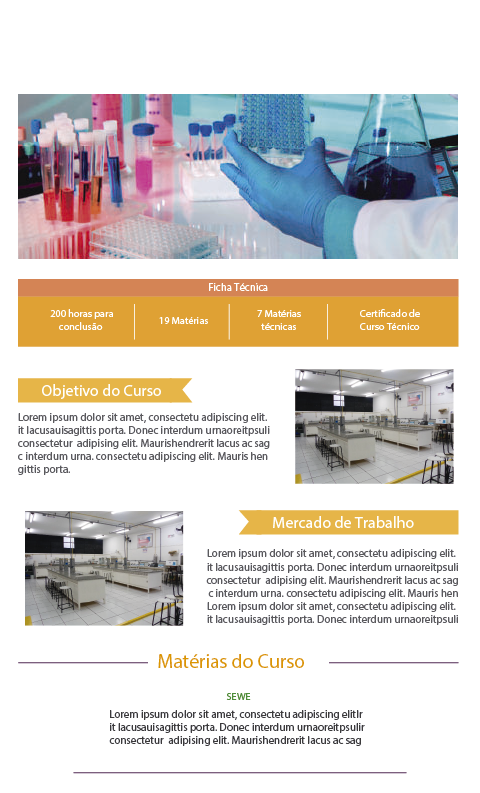 Ficha Técnica
200 horas para
conclusão
19 Matérias
7 Matérias
técnicas
Certificado de
Curso Técnico
Objetivo do Curso
Lorem ipsum dolor sit amet, consectetu adipiscing elit.
it lacusauisagittis porta. Donec interdum urnaoreitpsuli
consectetur adipising elit. Maurishendrerit lacus ac sag
c interdum urna. consectetu adipiscing elit. Mauris hen
gittis porta.
Mercado de Trabalho
Lorem ipsum dolor sit amet, consectetu adipiscing elit.
it lacusauisagittis porta. Donec interdum urnaoreitpsuli
consectetur adipising elit. Maurishendrerit lacus ac sag
c interdum urna. consectetu adipiscing elit. Mauris hen
Lorem ipsum dolor sit amet, consectetu adipiscing elit.
it lacusauisagittis porta. Donec interdum urnaoreitpsuli
Matérias do Curso
SEWE
Lorem ipsum dolor sit amet, consectetu adipiscing elitlr
it lacusauisagittis porta. Donec interdum urnaoreitpsulir
consectetur adipising elit. Maurishendrerit lacus ac sag